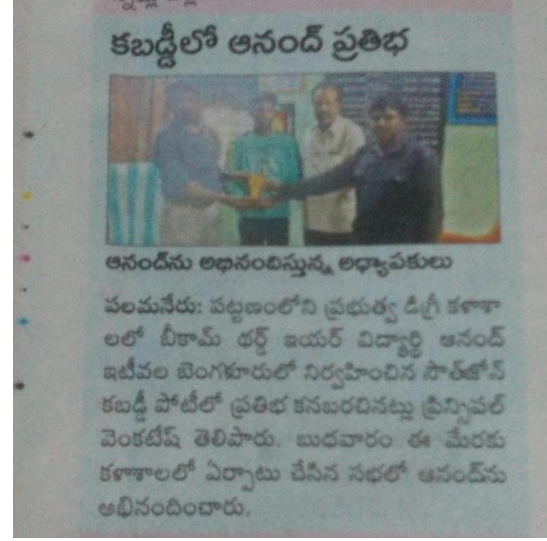 కబడ్డీలో ఆనంద్ ప్రతిభ
ఆనంద్‌ను అభినందిస్తున్న అధ్యాపకులు
పలమనేరు: పట్టణంలోని ప్రభుత్వ డిగ్రీ కళాశా
లలో బీకామ్ థర్డ్ ఇయర్ విద్యార్థి ఆనంద్
ఇటీవల బెంగళూరులో నిర్వహించిన సౌత్‌జోన్
కబడ్డీ పోటీలో ప్రతిభ కనబరచినట్లు ప్రిన్సిపల్
వెంకటేష్ తెలిపారు. బుధవారం ఈ మేరకు
కళాశాలలో ఏర్పాటు చేసిన సభలో ఆనంద్‌ను
అభినందించారు.